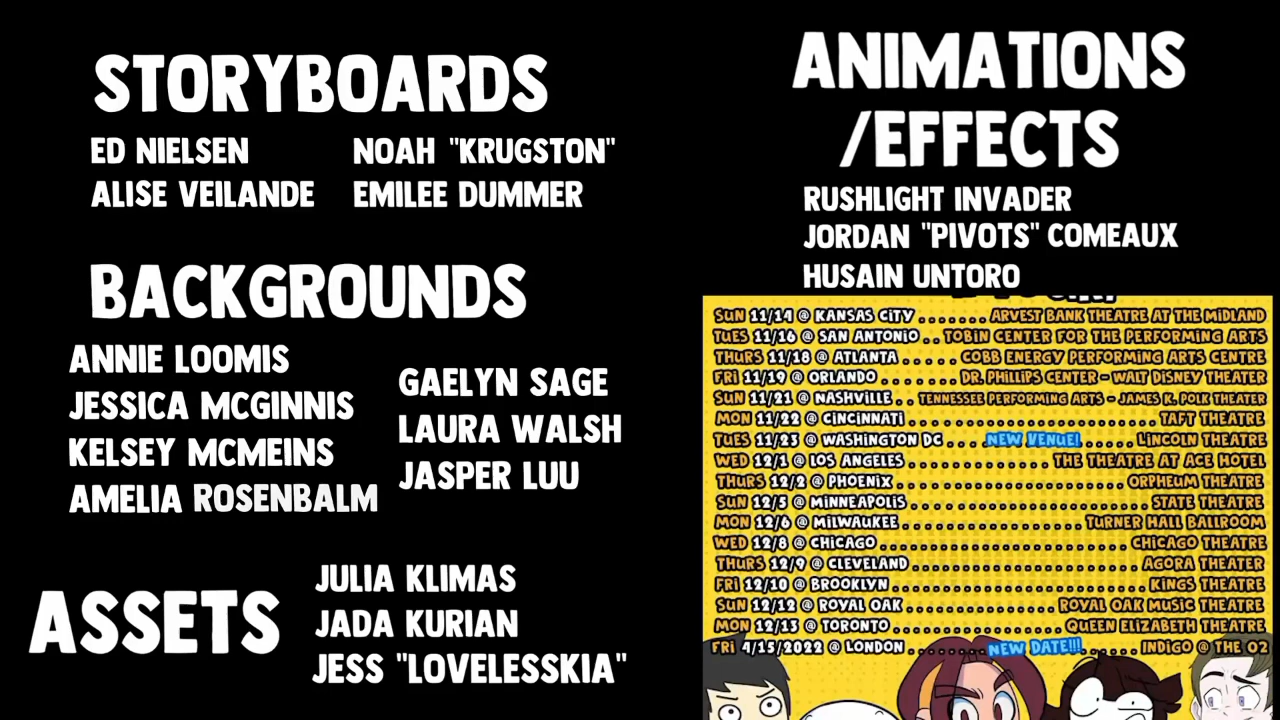 STORYBOARDS
ED NIELSEN
ALISE VEILANDE
NOAH "KRUGSTON"
EMILEE DUMMER
BACKGROUNDS
ANNIE LOOMIS
JESSICA MCGINNIS
KELSEY MCMEINS
AMELIA ROSENBALM
GAELYN SAGE
LAURA WALSH
JASPER LUU
ASSETS
JULIA KLIMAS
JADA KURIAN
JESS "LOVELESSKIA"
ANIMATIONS
/EFFECTS
RUSHLIGHT INVADER
JORDAN "PIVOTS" COMEAUX
HUSAIN UNTORO
SUN 11/14 @ KANSAS CITY . . . . . . . ARVEST BANK THEATRE AT THE MIDLAND
TUES 11/16 @ SAN ANTONIO . . TOBIN CENTER FOR THE PERFORMING ARTS
THURS 11/18 @ ATLANTA . . . . . COBB ENERGY PERFORMING ARTS CENTRE
FRI 11/19 @ ORLANDO . . . . . . . DR. PHILLIPS CENTER - WALT DISNEY THEATER
SUN 11/21 @ NASHVILLE . . TENNESSEE PERFORMING ARTS - JAMES K. POLK THEATER
MON 11/22 @ CINCINNATI . . . . . . . . . . . . . . . . . . . . . TAFT THEATRE
TUES 11/23 @ WASHINGTON DC . . . . NEW VENUE! . . . . . LINCOLN THEATRE
WED 12/1 @ LOS ANGELES . . . . . . . . . . . . THE THEATRE AT ACE HOTEL
THURS 12/2 @ PHOENIX . . . . . . . . . . . . . . . . . . . ORPHEUM THEATRE
SUN 12/5 @ MINNEAPOLIS . . . . . . . . . . . . . . . . . . . . STATE THEATRE
MON 12/6 @ MILWAUKEE . . . . . . . . . . . . . . . TURNER HALL BALLROOM
WED 12/8 @ CHICAGO . . . . . . . . . . . . . . . . . . . . . CHICAGO THEATRE
THURS 12/9 @ CLEVELAND . . . . . . . . . . . . . . . . . . . AGORA THEATER
FRI 12/10 @ BROOKLYN . . . . . . . . . . . . . . . . . . . . . KINGS THEATRE
SUN 12/12 @ ROYAL OAK . . . . . . . . . . . . . ROYAL OAK MUSIC THEATRE
MON 12/13 @ TORONTO . . . . . . . . . . . . . . QUEEN ELIZABETH THEATRE
FRI 4/15/2022 @ LONDON . . . . . . . NEW DATE!!! . . . . . . INDIGO @ THE O2